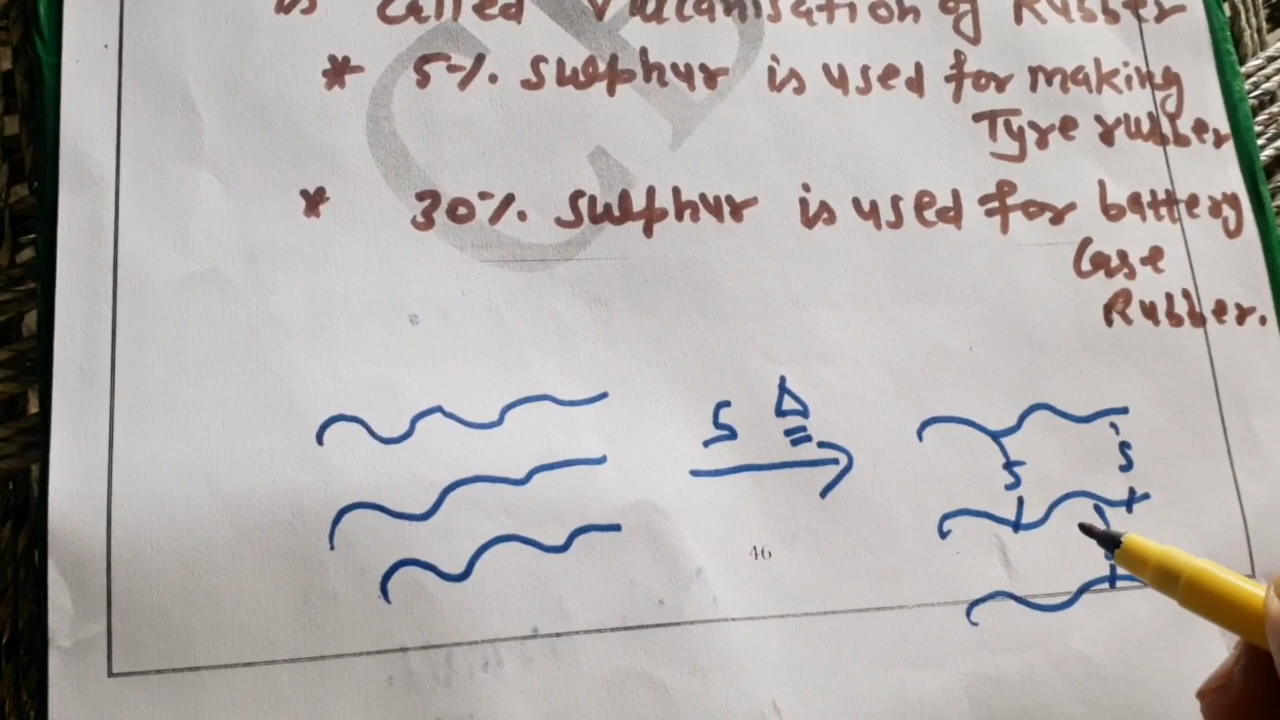 is called Vulcanisation of Rubber
* 5%. sulphur is used for making
Tyre rubber
* 30%. sulphur is used for battery
Case
Rubber.
S Δ
S S
46